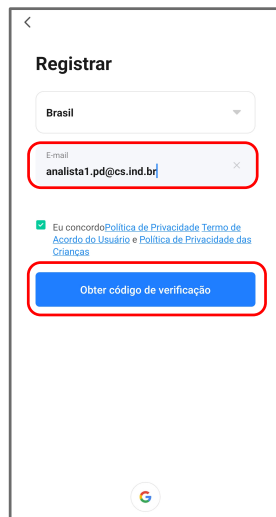 Registrar
Brasil
E-mail
analista1.pd@cs.ind.br
Eu concordoPolítica de Privacidade Termo de
Acordo do Usuário e Política de Privacidade das
Crianças
Obter código de verificação
G